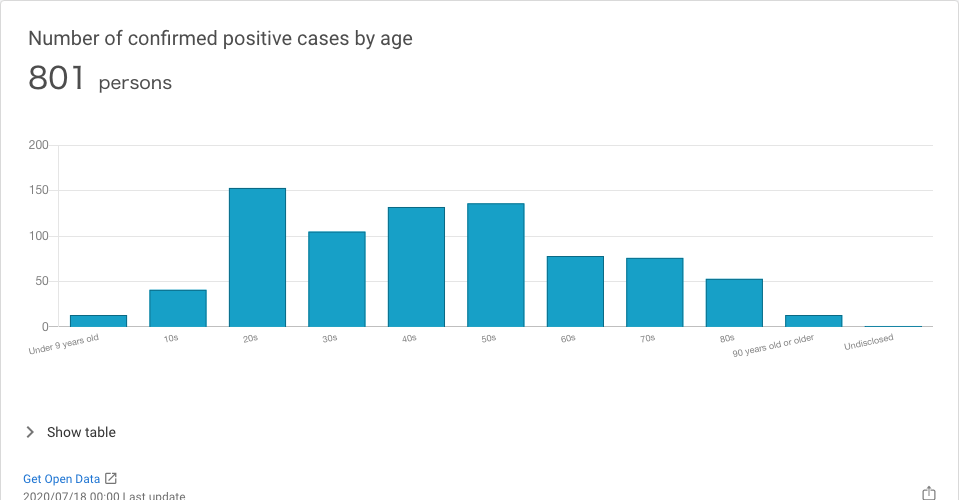 Number of confirmed positive cases by age
801 persons
200
150
100
50
0
Under 9 years old
10s
20s
30s
40s
50s
60s
70s
80s
90 years old or older
Undisclosed
Show table
Get Open Data
2020/07/18 00:00 Last update